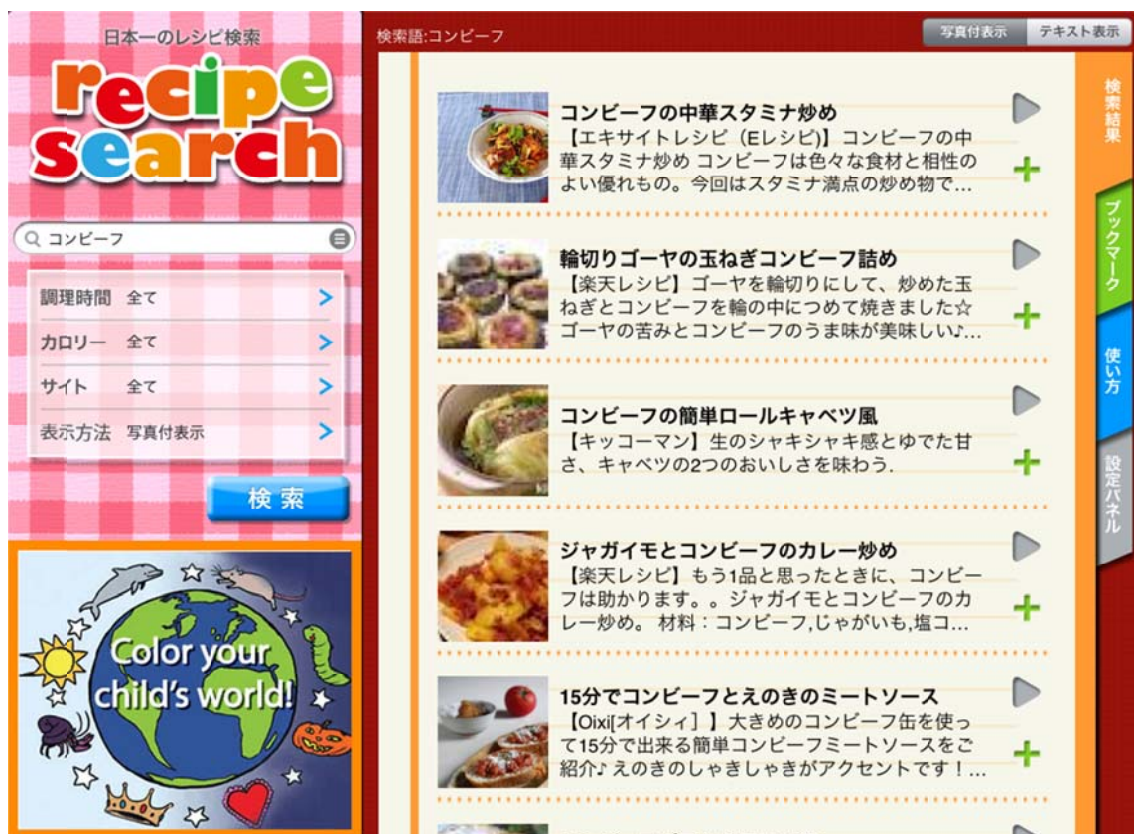 日本一のレシピ検索
recipe
search
コンビーフ
調理時間 全て
カロリー 全て
サイト 全て
表示方法 写真付表示
検索
Color your
child's world!
検索語:コンビーフ
写真付表示 テキスト表示
コンビーフの中華スタミナ炒め
【エキサイトレシピ（Eレシピ)】コンビーフの中
華スタミナ炒め コンビーフは色々な食材と相性の
よい優れもの。今回はスタミナ満点の炒め物で…
輪切りゴーヤの玉ねぎコンビーフ詰め
【楽天レシピ】ゴーヤを輪切りにして、炒めた玉
ねぎとコンビーフを輪の中につめて焼きました☆
ゴーヤの苦みとコンビーフのうま味が美味しい♪…
コンビーフの簡単ロールキャベツ風
【キッコーマン】生のシャキシャキ感とゆでた甘
さ、キャベツの2つのおいしさを味わう.
ジャガイモとコンビーフのカレー炒め
【楽天レシピ】もう1品と思ったときに、コンビー
フは助かります。。ジャガイモとコンビーフのカ
レー炒め。 材料：コンビーフ,じゃがいも,塩コ…
15分でコンビーフとえのきのミートソース
【Oixi[オイシィ］】大きめのコンビーフ缶を使っ
て15分で出来る簡単コンビーフミートソースをご
紹介♪ えのきのしゃきしゃきがアクセントです！…
検索結果
ブックマーク
使い方
設定パネル